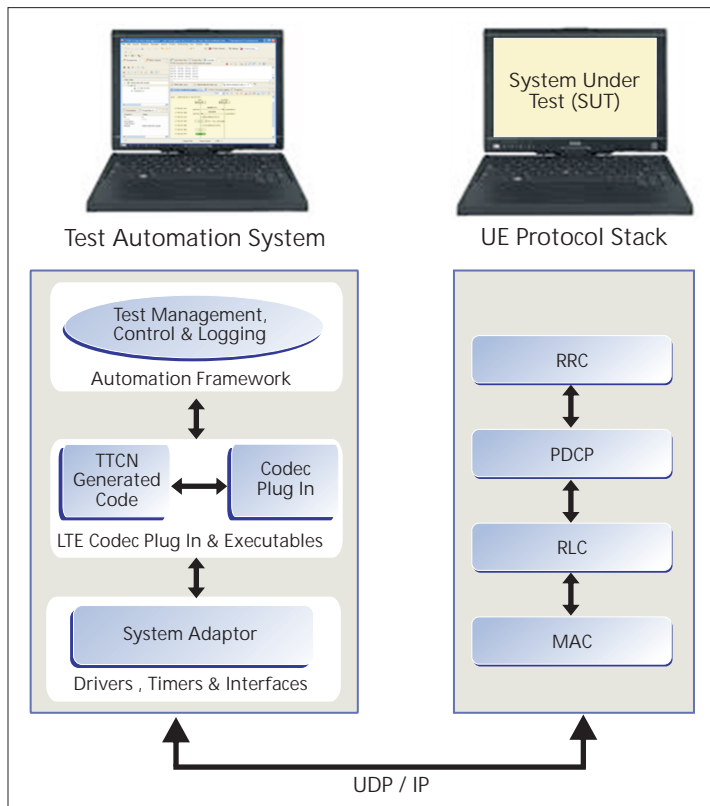 System Under
Test (SUT)
Test Automation System
UE Protocol Stack
Test Management,
Control & Logging
Automation Framework
TTCN
Generated
Code
Codec
Plug In
LTE Codec Plug In & Executables
System Adaptor
Drivers , Timers & Interfaces
RRC
PDCP
RLC
MAC
UDP / IP